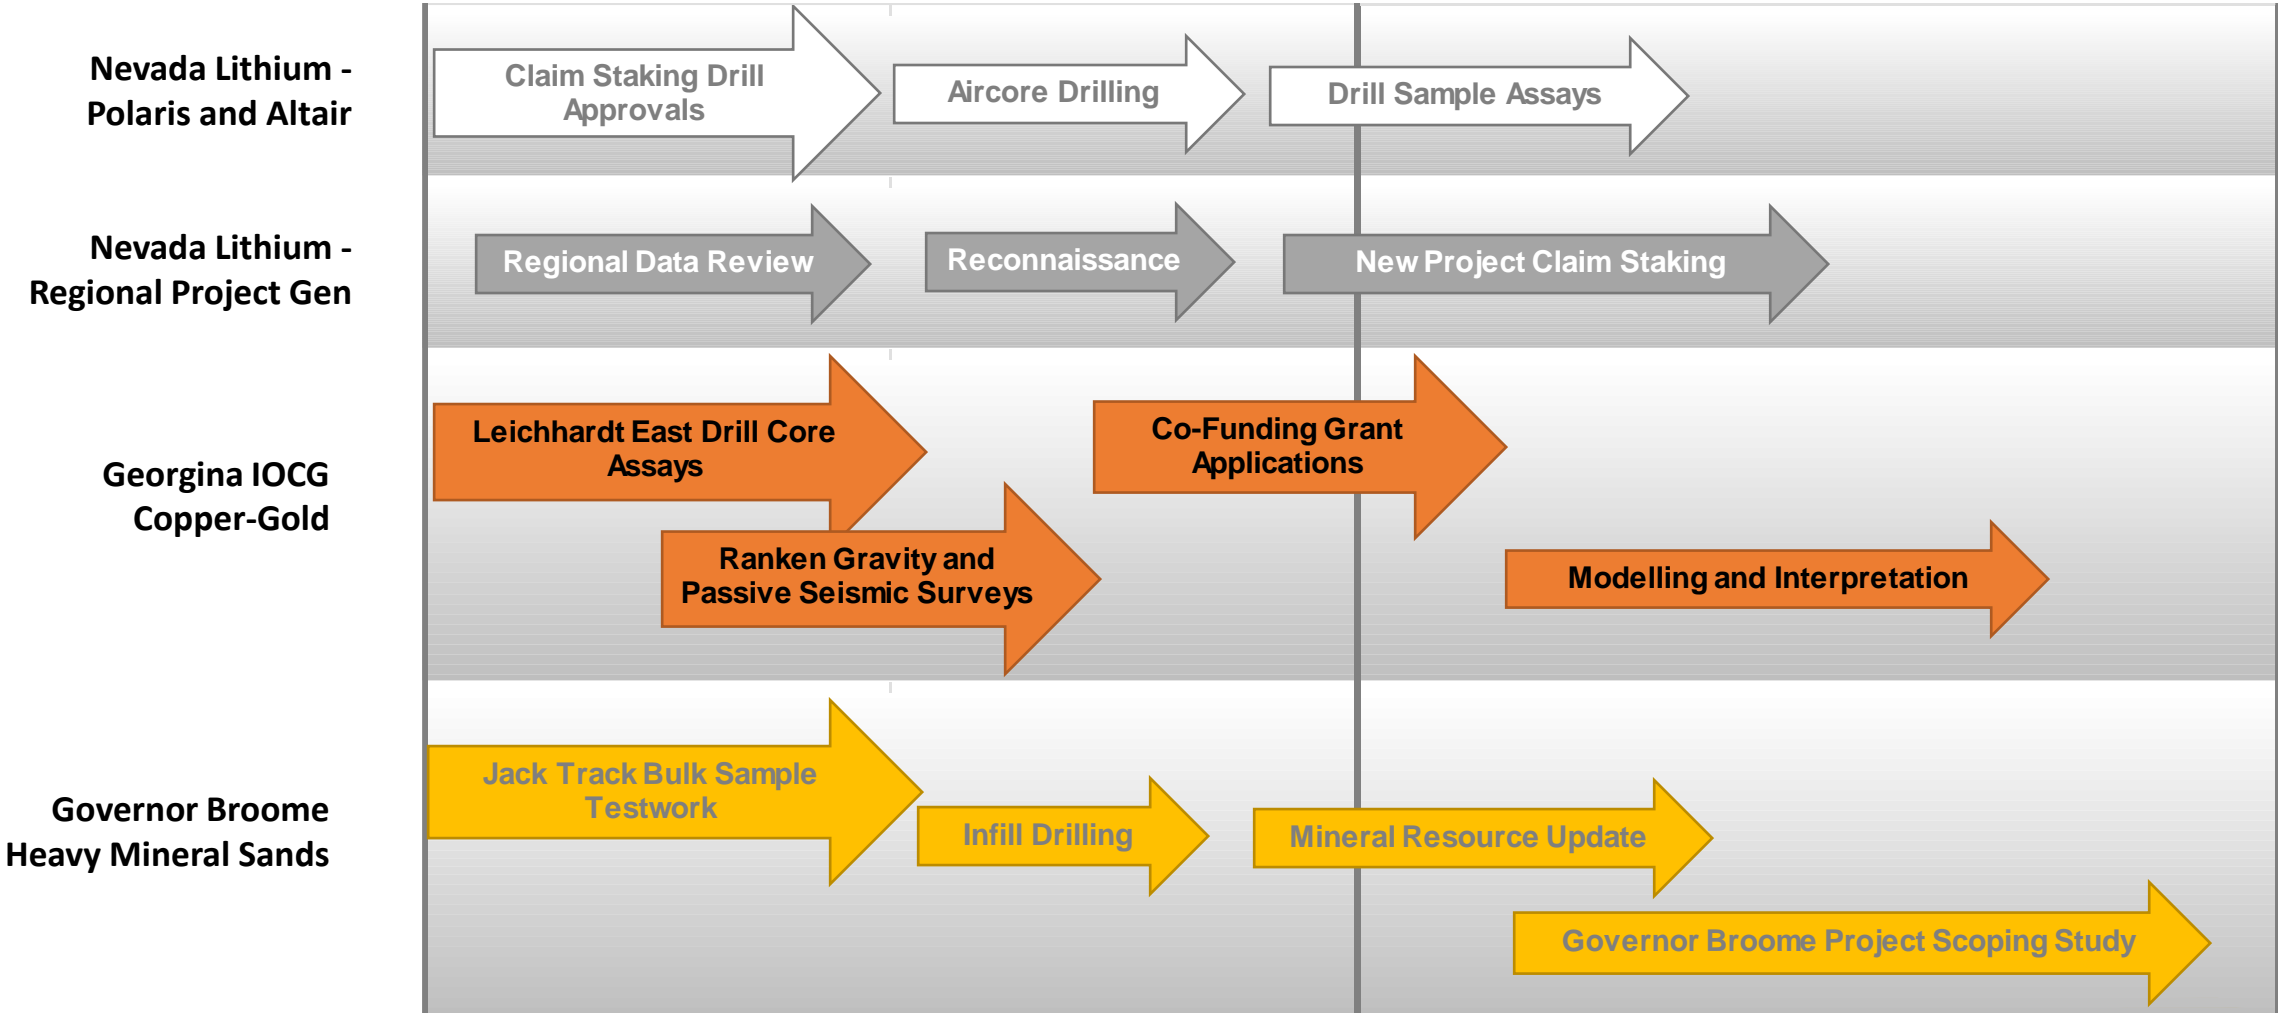 Nevada Lithium -
Polaris and Altair
Claim Staking Drill
Approvals
Aircore Drilling
Drill Sample Assays
Nevada Lithium -
Regional Project Gen
Regional Data Review
Reconnaissance
New Project Claim Staking
Georgina IOCG
Copper-Gold
Leichhardt East Drill Core
Assays
Co-Funding Grant
Applications
Ranken Gravity and
Passive Seismic Surveys
Modelling and Interpretation
Governor Broome
Heavy Mineral Sands
Jack Track Bulk Sample
Testwork
Infill Drilling
Mineral Resource Update
Governor Broome Project Scoping Study